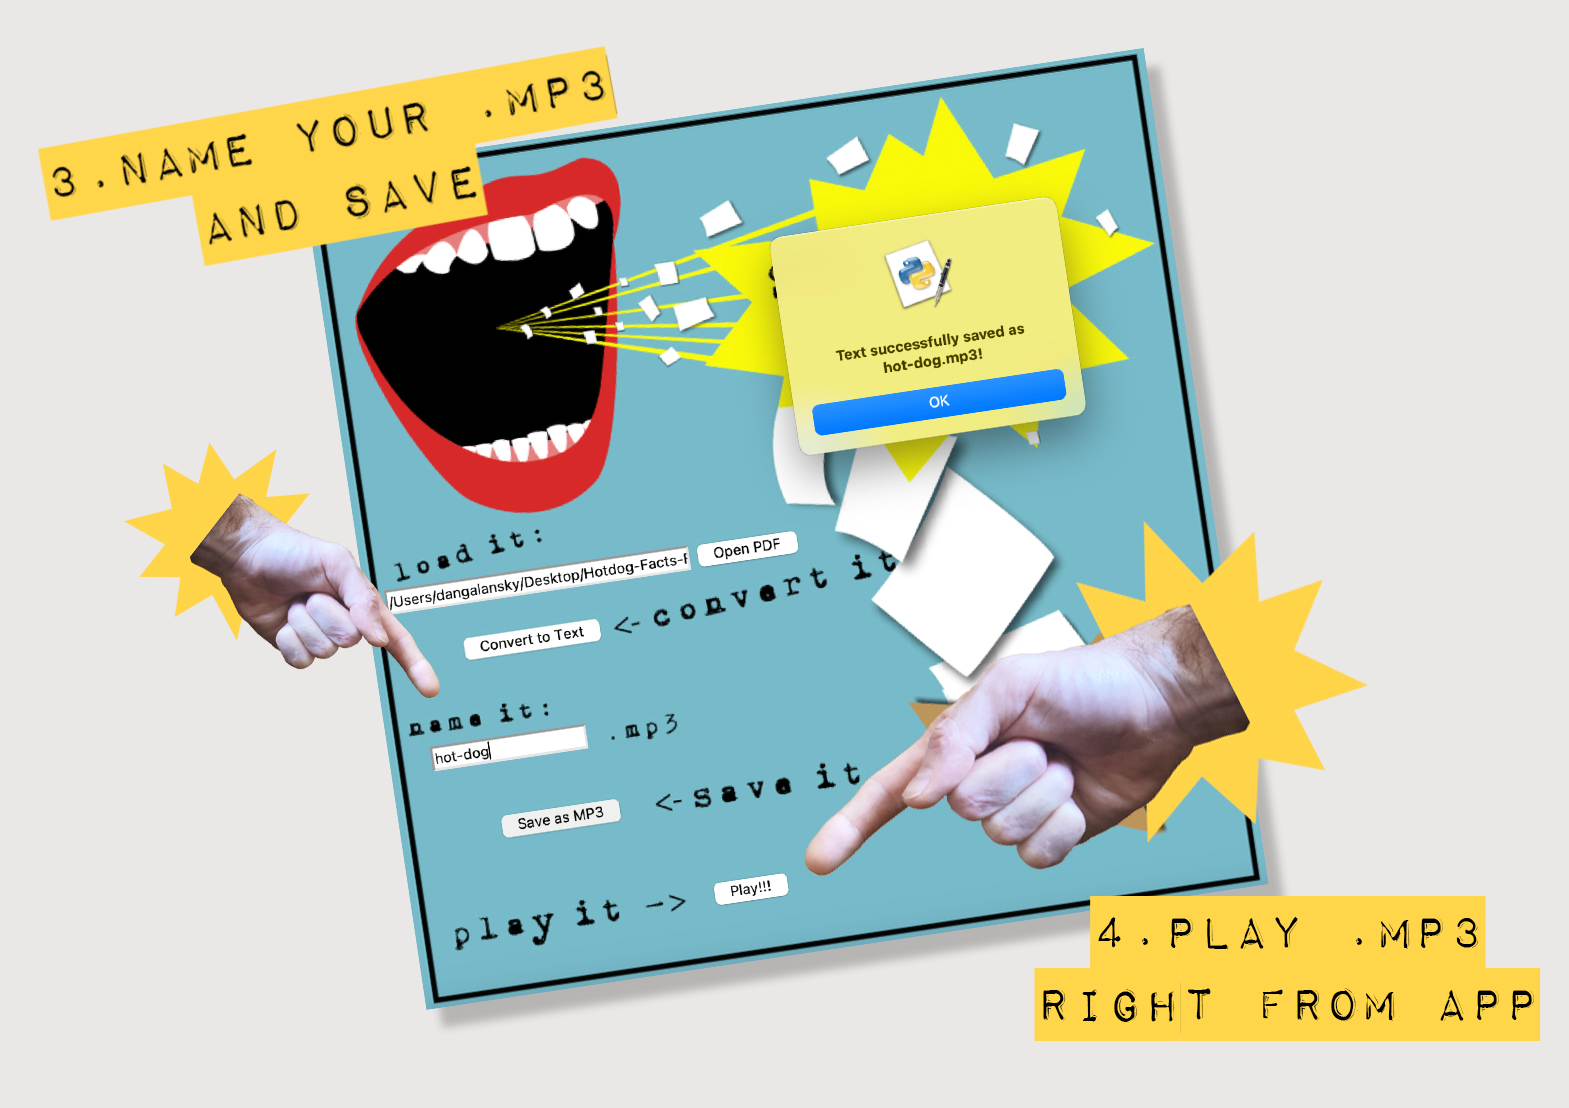 3.NAME YOUR .MP3
AND SAVE
Text successfully saved as
hot-dog.mp3!
OK
load it:
/Users/dangalansky/Desktop/Hotdog-Facts-F
Open PDF
Convert to Text
<-convert it
name it:
hot-dog
.mp3
Save as MP3
<-save it
play it ->
Play!!!
4.PLAY .MP3
RIGHT FROM APP